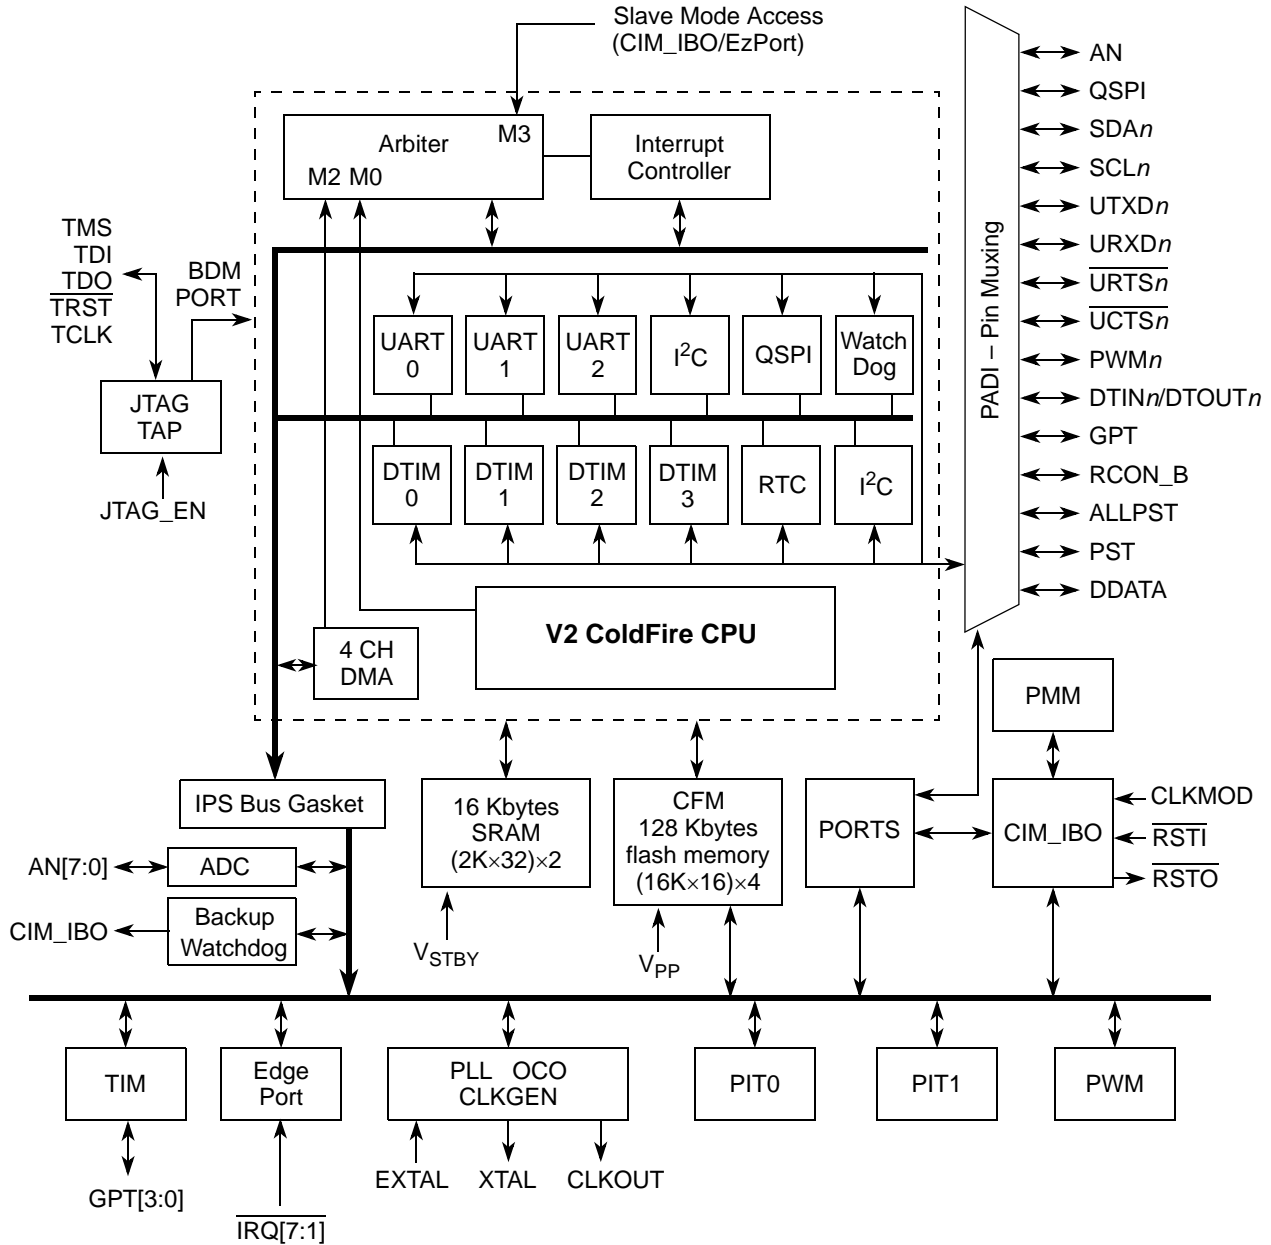 Slave Mode Access
(CIM_IBO/EzPort)
Arbiter
M3
M2 M0
Interrupt
Controller
TMS
TDI
TDO
TRST
TCLK
BDM
PORT
JTAG
TAP
JTAG_EN
UART
0
UART
1
UART
2
I²C
QSPI
Watch
Dog
DTIM
0
DTIM
1
DTIM
2
DTIM
3
RTC
I²C
V2 ColdFire CPU
4 CH
DMA
PADI – Pin Muxing
AN
QSPI
SDAn
SCLn
UTXDn
URXDn
URTSn
UCTSn
PWMn
DTINn/DTOUTn
GPT
RCON_B
ALLPST
PST
DDATA
PMM
IPS Bus Gasket
16 Kbytes
SRAM
(2K×32)×2
CFM
128 Kbytes
flash memory
(16K×16)×4
PORTS
CIM_IBO
CLKMOD
RSTI
RSTO
AN[7:0]
ADC
CIM_IBO
Backup
Watchdog
VSTBY
VPP
TIM
Edge
Port
PLL OCO
CLKGEN
PIT0
PIT1
PWM
EXTAL
XTAL
CLKOUT
GPT[3:0]
IRQ[7:1]